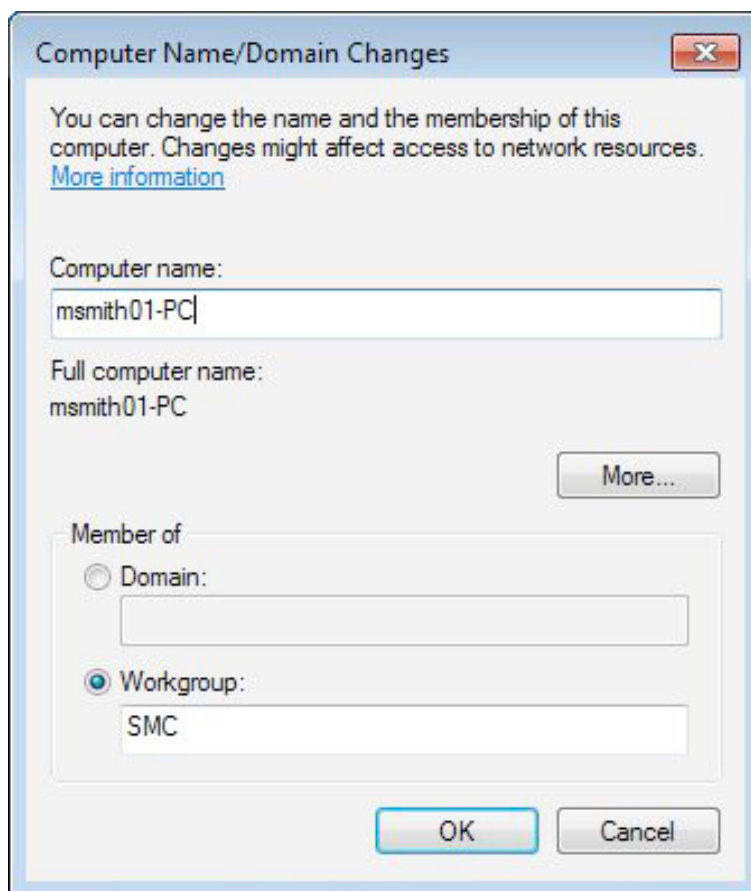 Computer Name/Domain Changes
You can change the name and the membership of this
computer. Changes might affect access to network resources.
More information
Computer name:
msmith01-PC
Full computer name:
msmith01-PC
More...
Member of
Domain:
Workgroup:
SMC
OK
Cancel